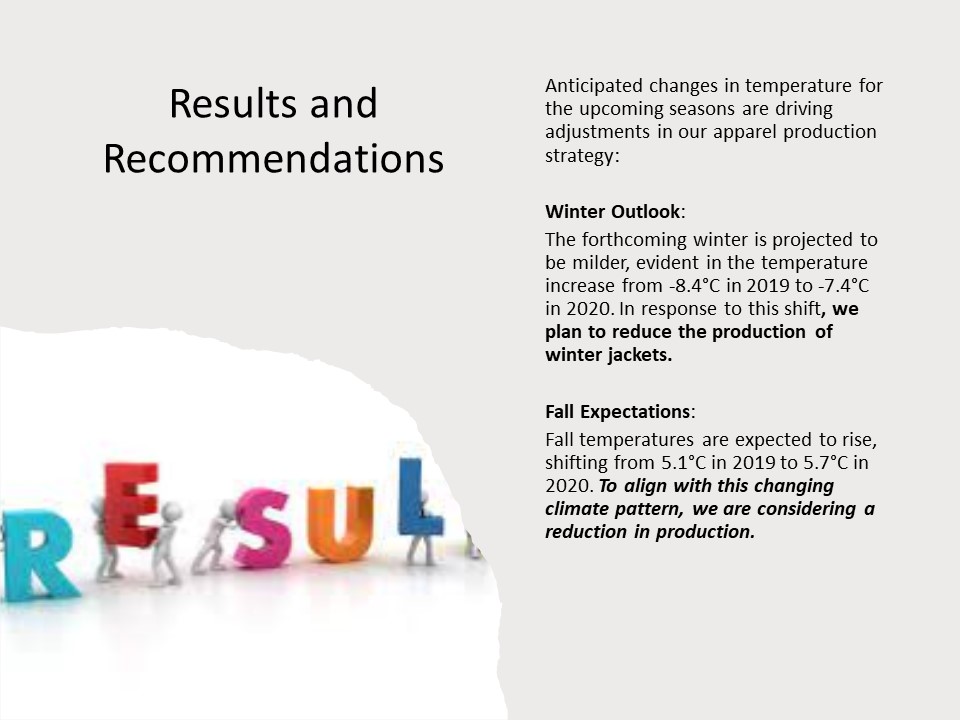 Results and
Recommendations
Anticipated changes in temperature for
the upcoming seasons are driving
adjustments in our apparel production
strategy:
Winter Outlook:
The forthcoming winter is projected to
be milder, evident in the temperature
increase from -8.4°C in 2019 to -7.4°C
in 2020. In response to this shift, we
plan to reduce the production of
winter jackets.
Fall Expectations:
Fall temperatures are expected to rise,
shifting from 5.1°C in 2019 to 5.7°C in
2020. To align with this changing
climate pattern, we are considering a
reduction in production.
RESUL